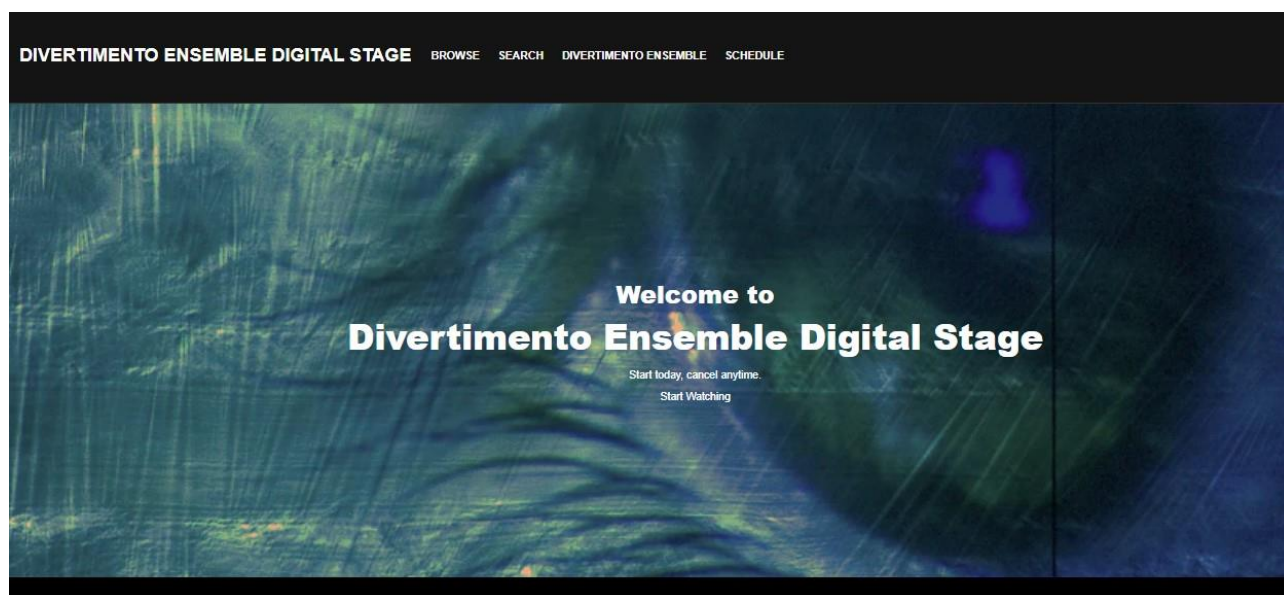 DIVERTIMENTO ENSEMBLE DIGITAL STAGE BROWSE SEARCH DIVERTIMENTO ENSEMBLE SCHEDULE
Welcome to
Divertimento Ensemble Digital Stage
Start today, cancel anytime.
Start Watching